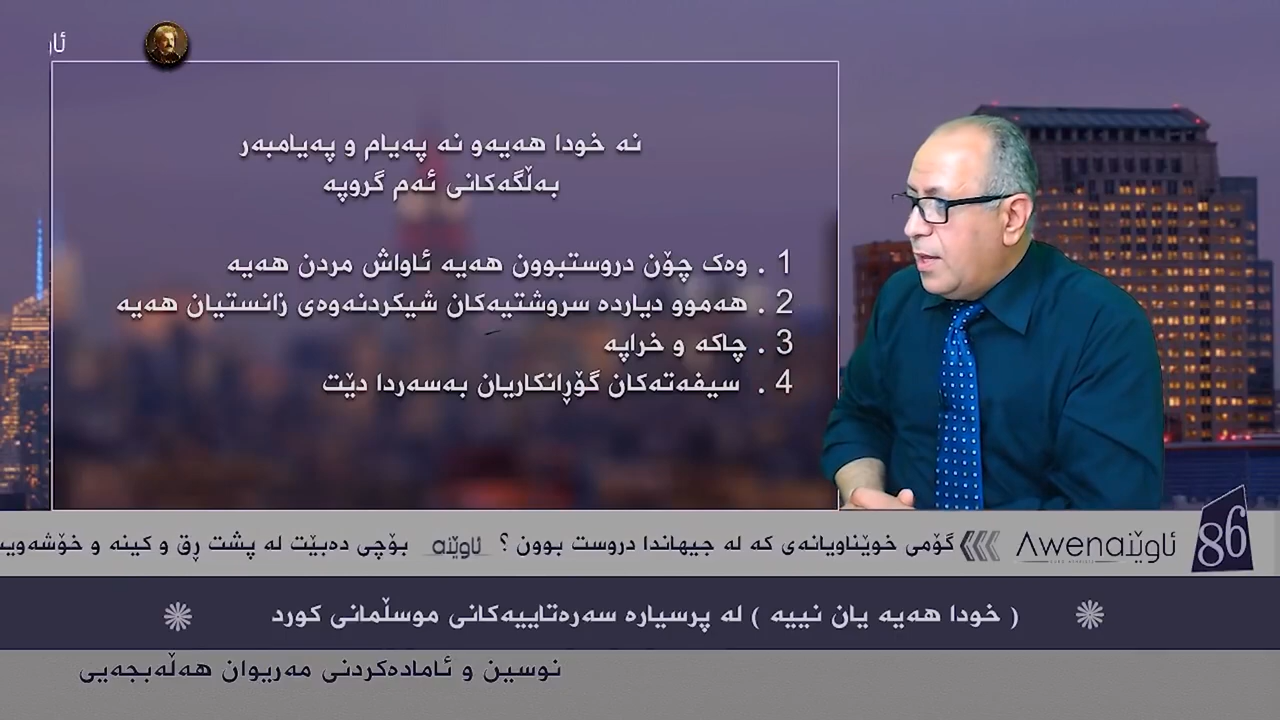 ئاو
نە خودا هەیەو نە پەیام و پەیامبەر
بەڵگەکانی ئەم گروپە
1 . وەک چۆن دروستبوون هەیە ئاواش مردن هەیە
2 . هەموو دیاردە سروشتیەکان شیکردنەوەی زانستیان هەیە
3 . چاکە و خراپە
4 . سیفەتەکان گۆڕانکاریان بەسەردا دێت
86
Awena ئاوێنە
گۆمی خوێناویانەی کە لە جیهاندا دروست بوون ؟ ئاوێنە بۆچی دەبێت لە پشت ڕق و کینە و
( خودا هەیە یان نییە ) لە پرسیارە سەرەتاییەکانی موسڵمانی کورد
نوسین و ئامادەکردنی مەریوان هەڵەبجەیی